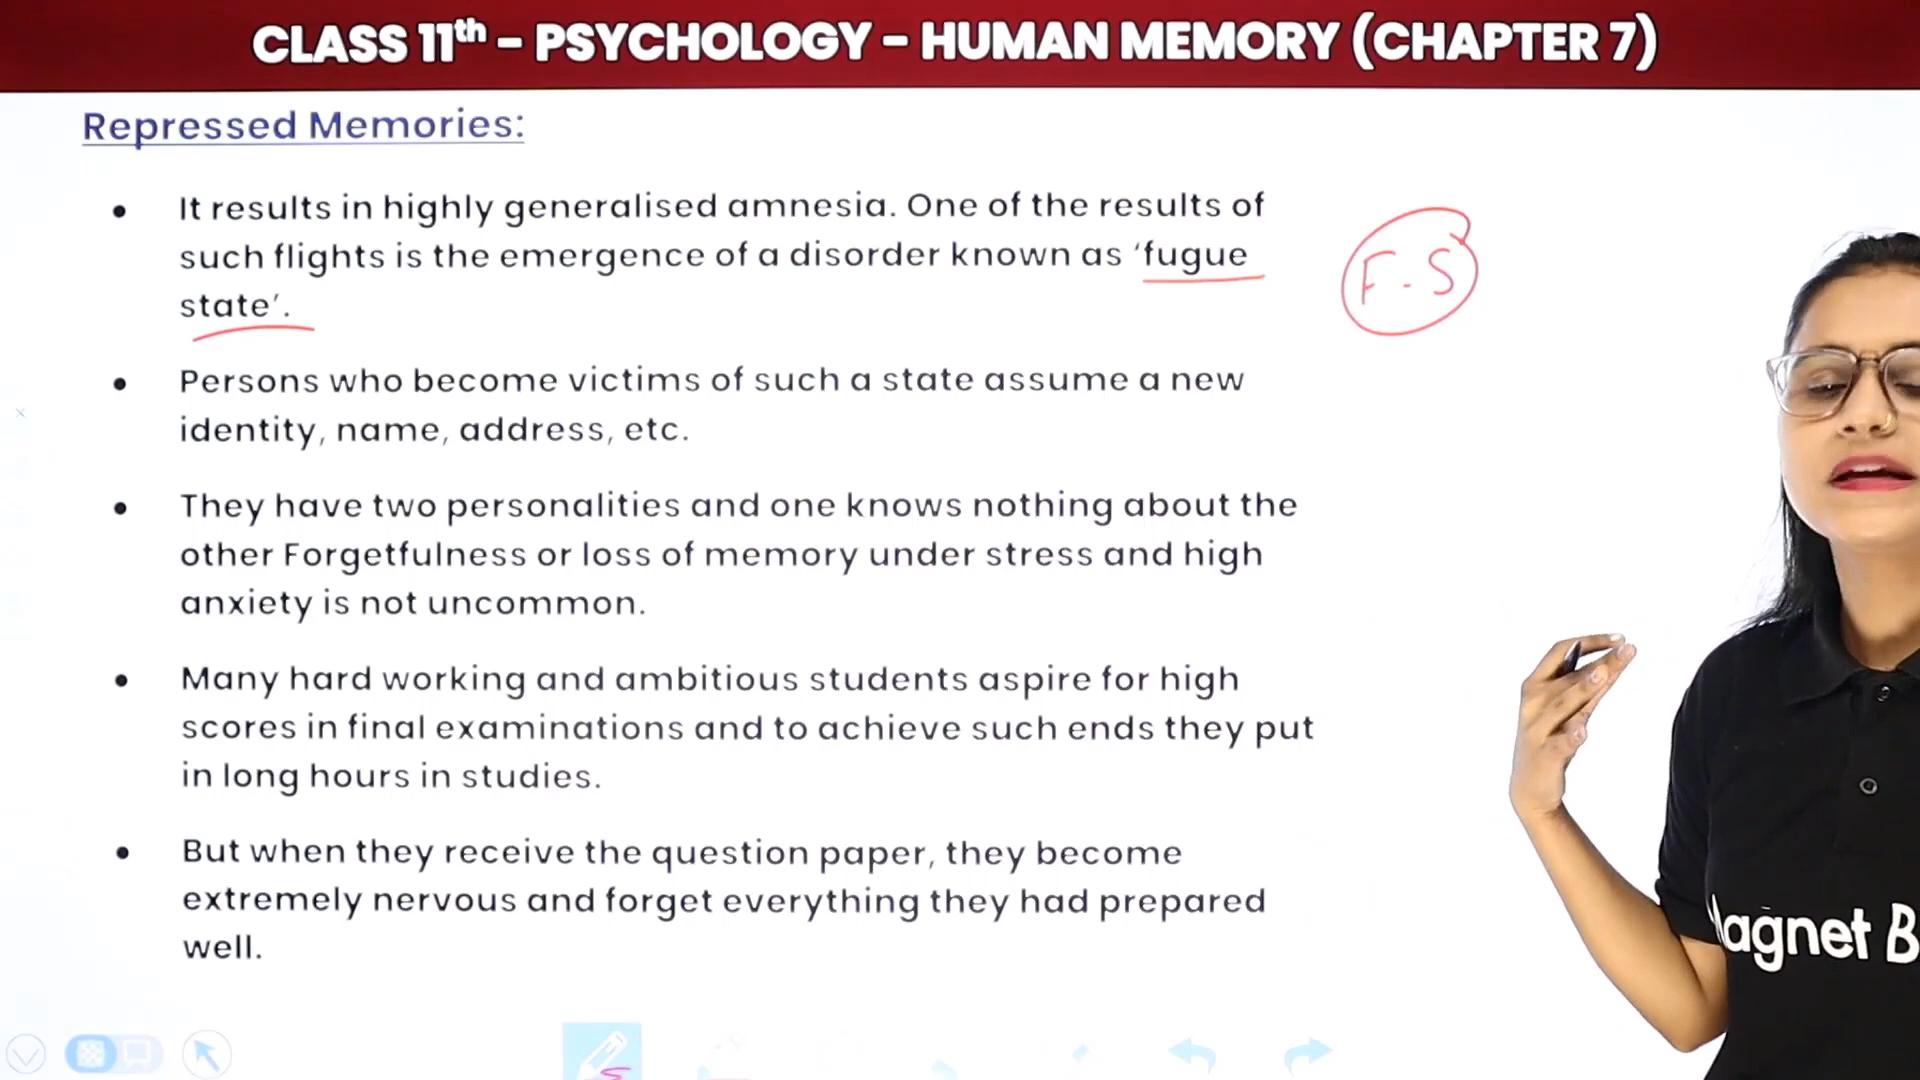 CLASS 11th – PSYCHOLOGY – HUMAN MEMORY (CHAPTER 7)
Repressed Memories:
• It results in highly generalised amnesia. One of the results of
such flights is the emergence of a disorder known as ‘fugue
state’.
F.S
• Persons who become victims of such a state assume a new
identity, name, address, etc.
• They have two personalities and one knows nothing about the
other Forgetfulness or loss of memory under stress and high
anxiety is not uncommon.
• Many hard working and ambitious students aspire for high
scores in final examinations and to achieve such ends they put
in long hours in studies.
• But when they receive the question paper, they become
extremely nervous and forget everything they had prepared
well.
Magnet B